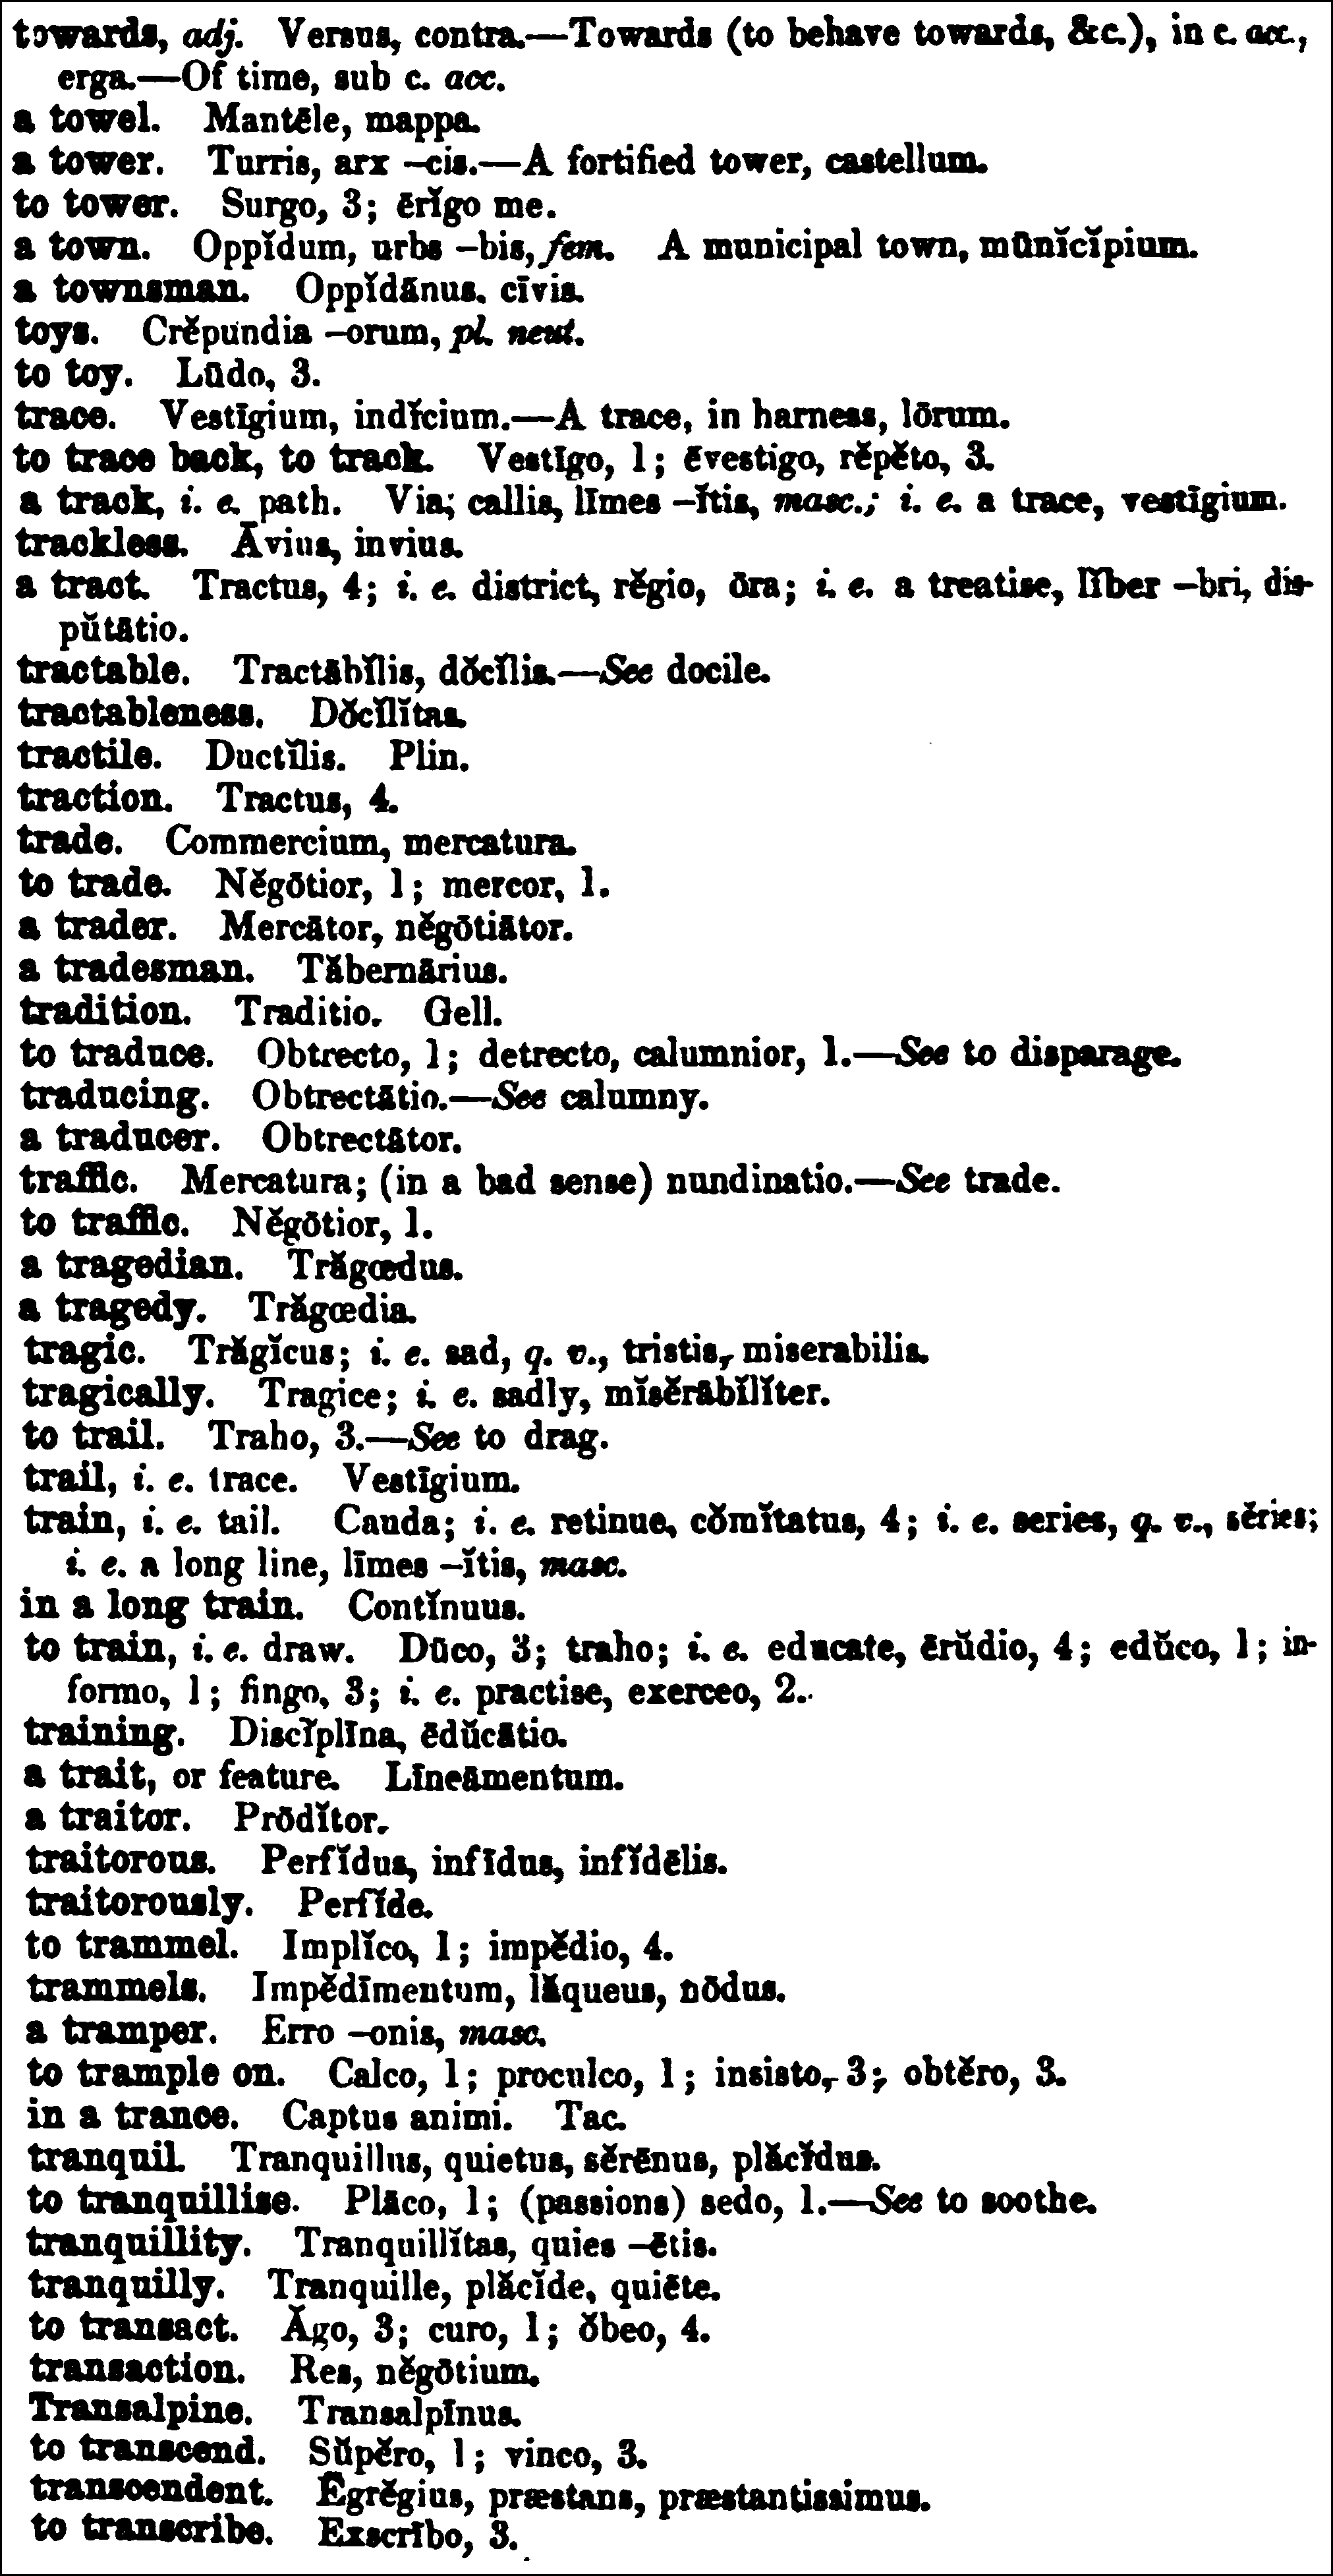 towards, adj. Versus, contra.—Towards (to behave towards, &c.), in c. acc.,
erga.—Of time, sub c. acc.
a towel. Mantēle, mappa.
a tower. Turris, arx –cis.—A fortified tower, castellum.
to tower. Surgo, 3; ērĭgo me.
a town. Oppĭdum, urbs –bis, fem. A municipal town, mūnĭcĭpium.
a townsman. Oppĭdānus, cīvis.
toys. Crĕpundia –orum, pl. neut.
to toy. Lūdo, 3.
trace. Vestīgium, indĭcium.—A trace, in harness, lōrum.
to trace back, to track. Vestīgo, 1; ēvestigo, rĕpĕto, 3.
a track, i. e. path. Via; callis, līmes –ĭtis, masc.; i. e. a trace, vestīgium.
trackless. Āvius, invius.
a tract. Tractus, 4; i. e. district, rĕgio, ōra; i. e. a treatise, lĭber –bri, dis-
pŭtātio.
tractable. Tractābĭlis, dŏcĭlis.—See docile.
tractableness. Dŏcĭlĭtas.
tractile. Ductĭlis. Plin.
traction. Tractus, 4.
trade. Commercium, mercatura.
to trade. Nĕgōtior, 1; mercor, 1.
a trader. Mercātor, nĕgōtiātor.
a tradesman. Tăbernārius.
tradition. Traditio. Gell.
to traduce. Obtrecto, 1; detrecto, calumnior, 1.—See to disparage.
traducing. Obtrectātio.—See calumny.
a traducer. Obtrectātor.
traffic. Mercatura; (in a bad sense) nundinatio.—See trade.
to traffic. Nĕgōtior, 1.
a tragedian. Trăgœdus.
a tragedy. Trăgœdia.
tragic. Trăgĭcus; i. e. sad, q. v., tristis, miserabilis.
tragically. Tragice; i. e. sadly, mĭsĕrābĭlĭter.
to trail. Traho, 3.—See to drag.
trail, i. e. trace. Vestīgium.
train, i. e. tail. Cauda; i. e. retinue, cŏmĭtatus, 4; i. e. series, q. v., sĕries;
i. e. a long line, līmes –ĭtis, masc.
in a long train. Contĭnuus.
to train, i. e. draw. Dūco, 3; traho; i. e. educate, ērŭdio, 4; edŭco, 1; in-
formo, 1; fingo, 3; i. e. practise, exerceo, 2.
training. Discĭplīna, ēdŭcātio.
a trait, or feature. Līneāmentum.
a traitor. Prōdĭtor.
traitorous. Perfĭdus, infīdus, infĭdēlis.
traitorously. Perfĭde.
to trammel. Implĭco, 1; impĕdio, 4.
trammels. Impĕdīmentum, lăqueus, nōdus.
a tramper. Erro –onis, masc.
to trample on. Calco, 1; proculco, 1; insisto, 3; obtĕro, 3.
in a trance. Captus animi. Tac.
tranquil. Tranquillus, quietus, sĕrēnus, plăcĭdus.
to tranquillise. Plāco, 1; (passions) sedo, 1.—See to soothe.
tranquillity. Tranquillĭtas, quies –ētis.
tranquilly. Tranquille, plăcĭde, quiēte.
to transact. Ăgo, 3; curo, 1; ŏbeo, 4.
transaction. Res, nĕgōtium.
Transalpine. Transalpīnus.
to transcend. Sŭpĕro, 1; vinco, 3.
transcendent. Ēgrĕgius, præstans, præstantissimus.
to transcribe. Exscrībo, 3.